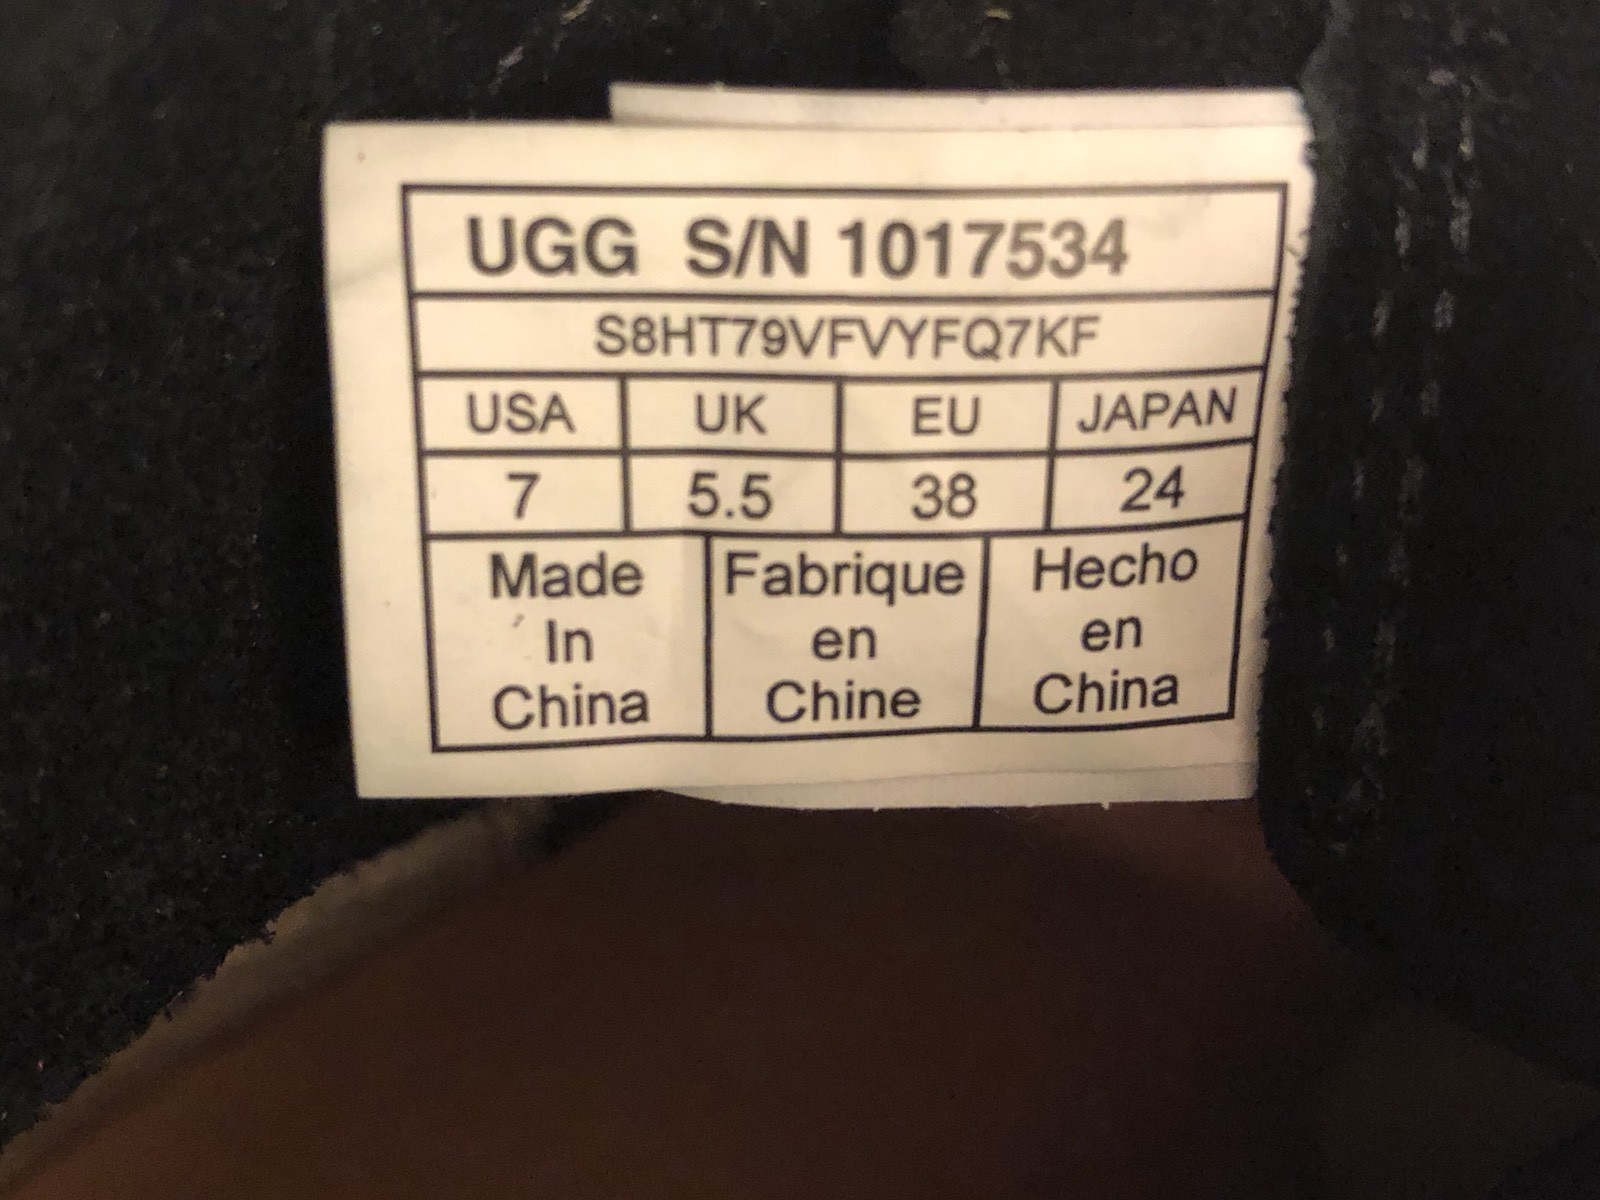 UGG S/N 1017534
S8HT79VFVYFQ7KF
USA UK EU JAPAN
7 5.5 38 24
Made In China
Fabrique en Chine
Hecho en China